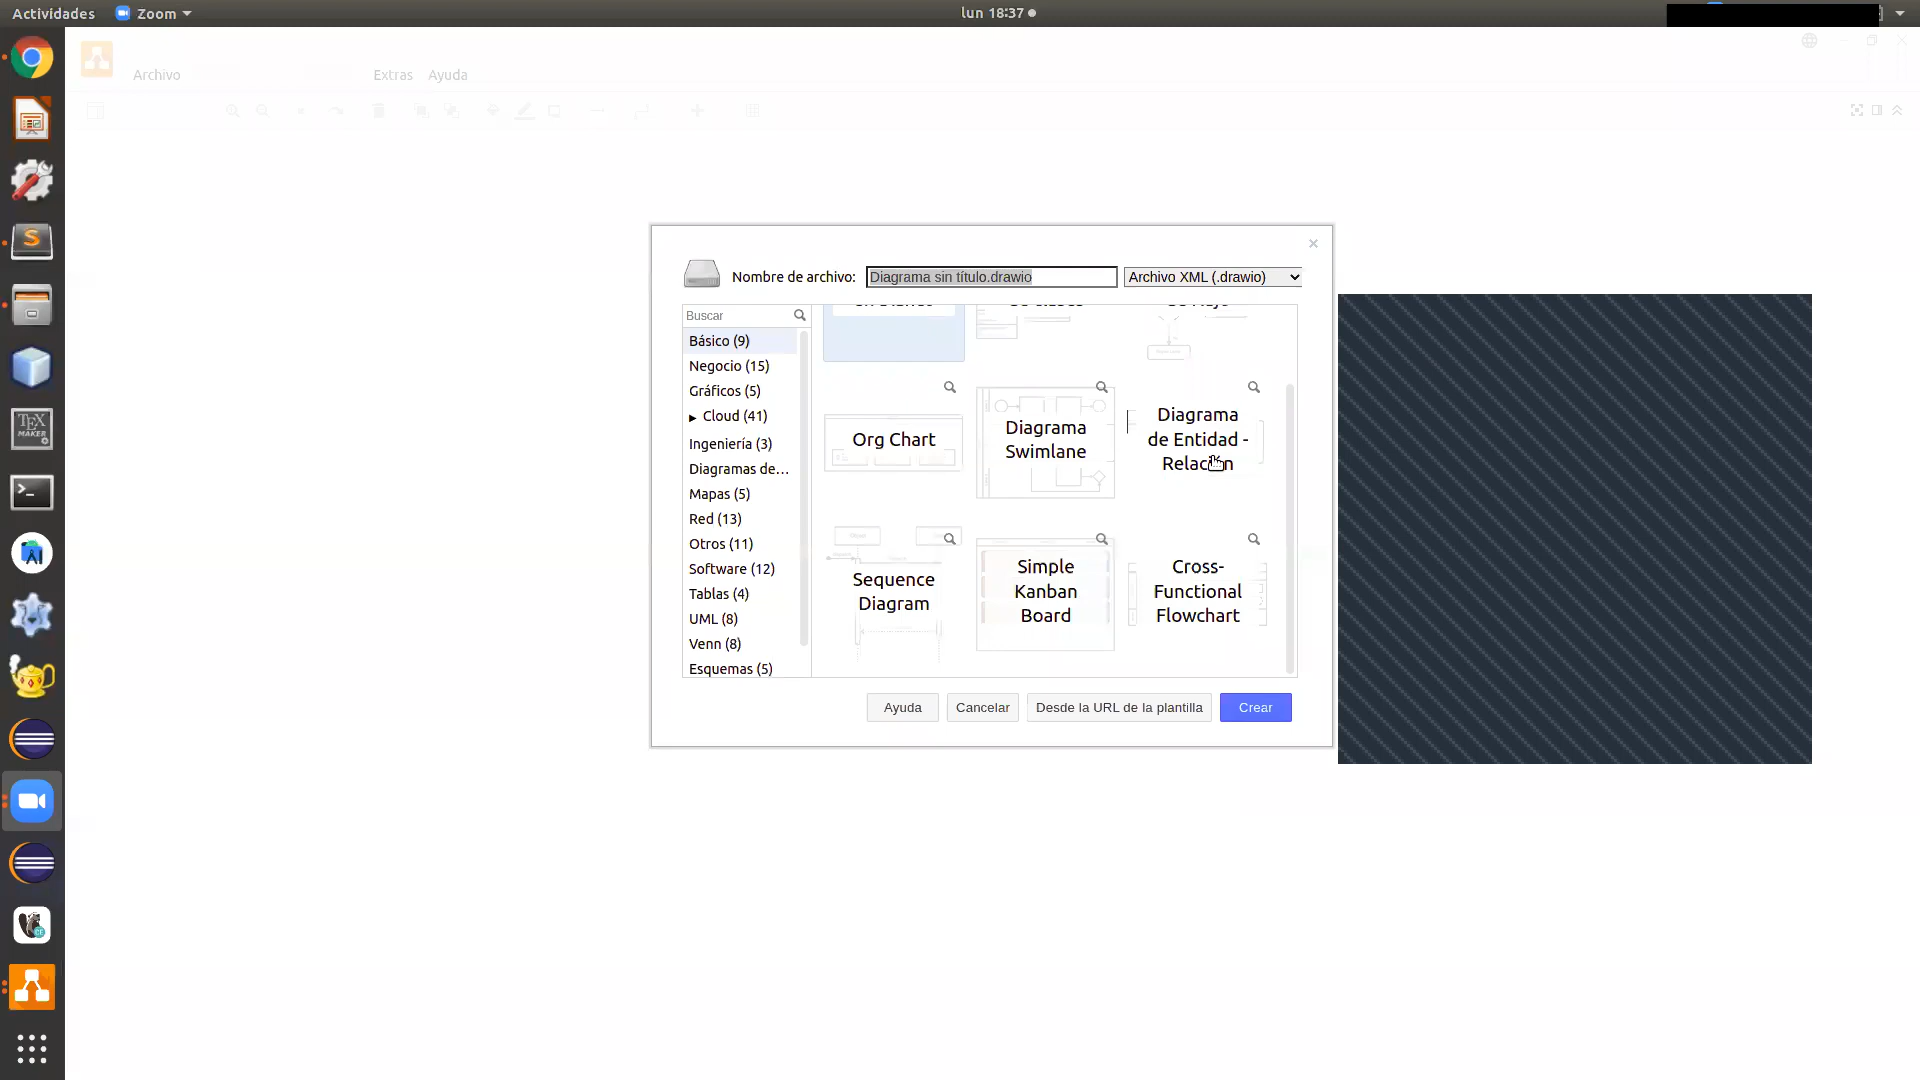 Actividades
Zoom
lun 18:37
Archivo
Extras
Ayuda
Nombre de archivo:
Diagrama sin título.drawio
Archivo XML (.drawio)
Buscar
Básico (9)
Negocio (15)
Gráficos (5)
Cloud (41)
Ingeniería (3)
Diagramas de...
Mapas (5)
Red (13)
Otros (11)
Software (12)
Tablas (4)
UML (8)
Venn (8)
Esquemas (5)
Org Chart
Diagrama
Swimlane
Diagrama
de Entidad -
Relación
Sequence
Diagram
Simple
Kanban
Board
Cross-
Functional
Flowchart
Ayuda
Cancelar
Desde la URL de la plantilla
Crear
TEX
MAKER